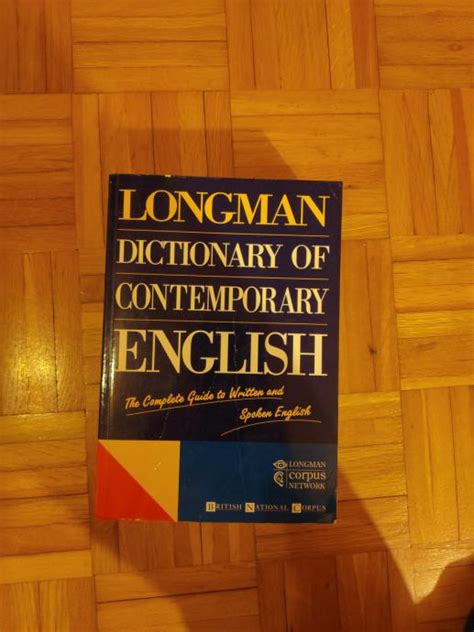 LONGMAN
DICTIONARY OF
CONTEMPORARY
ENGLISH
The Complete Guide to Written and
Spoken English
LONGMAN
corpus
NETWORK
BRITISH NATIONAL CORPUS